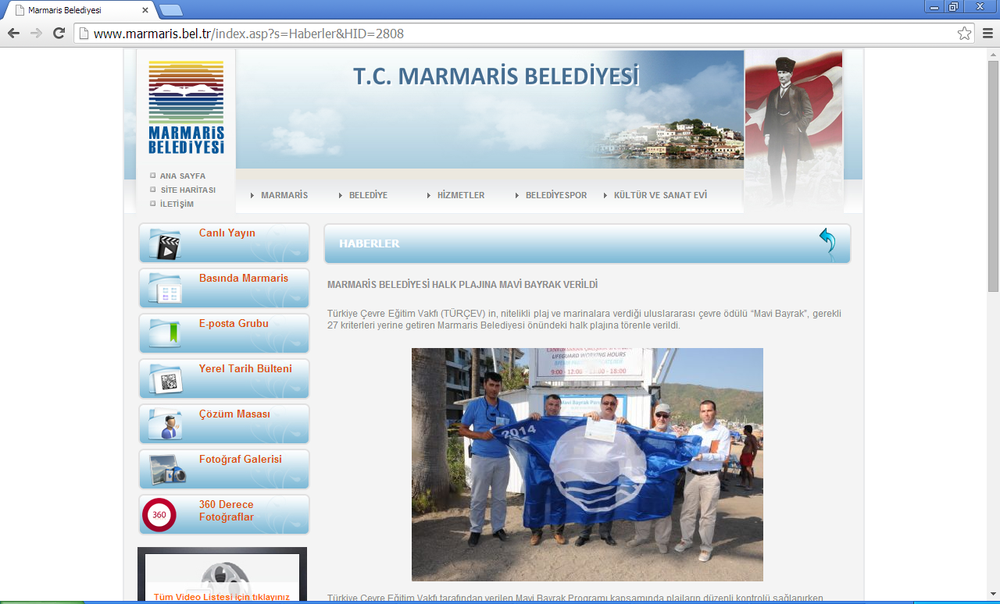 Marmaris Belediyesi
www.marmaris.bel.tr/index.asp?s=Haberler&HID=2808
MARMARİS
BELEDİYESİ
T.C. MARMARİS BELEDİYESİ
ANA SAYFA
SİTE HARİTASI
İLETİŞİM
MARMARİS
BELEDİYE
HİZMETLER
BELEDİYESPOR
KÜLTÜR VE SANAT EVİ
Canlı Yayın
Basında Marmaris
E-posta Grubu
Yerel Tarih Bülteni
Çözüm Masası
Fotoğraf Galerisi
360
360 Derece
Fotoğraflar
Tüm Video Listesi için tıklayınız
HABERLER
MARMARİS BELEDİYESİ HALK PLAJINA MAVİ BAYRAK VERİLDİ
Türkiye Çevre Eğitim Vakfı (TÜRÇEV) in, nitelikli plaj ve marinalara verdiği uluslararası çevre ödülü “Mavi Bayrak”, gerekli
27 kriterleri yerine getiren Marmaris Belediyesi önündeki halk plajına törenle verildi.
LIFEGUARD WORKING HOURS
9:00 - 12:00
- 18:00
Mavi Bayrak
2014
Türkiye Çevre Eğitim Vakfı tarafından verilen Mavi Bayrak Programı kapsamında plajların düzenli kontrolü sağlanırken